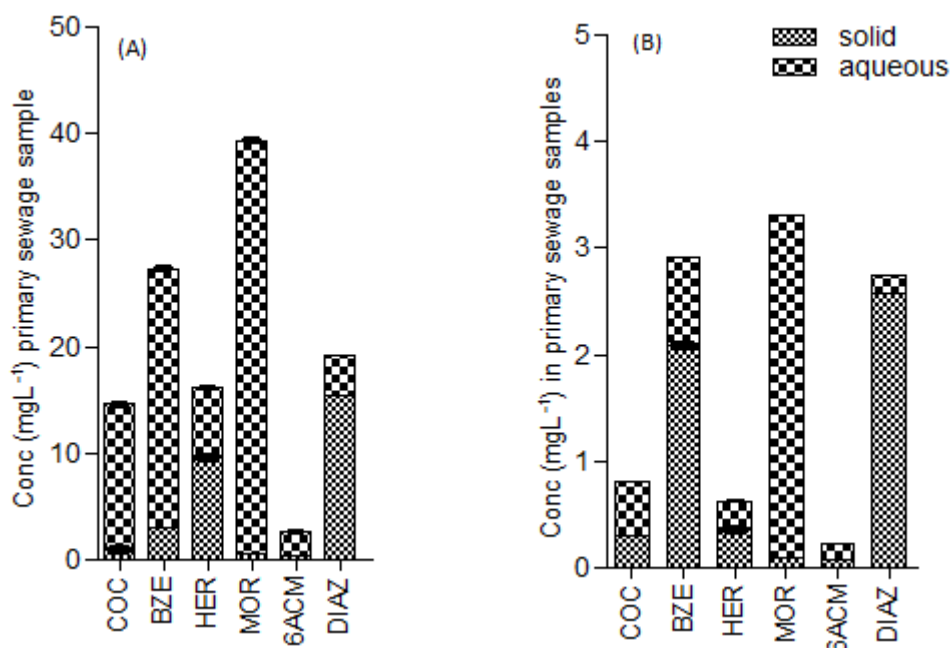 (A)
Conc (mgL⁻¹) primary sewage sample
50
40
30
20
10
0
COC
BZE
HER
MOR
6ACM
DIAZ
(B)
solid
aqueous
Conc (mgL⁻¹) in primary sewage samples
5
4
3
2
1
0
COC
BZE
HER
MOR
6ACM
DIAZ